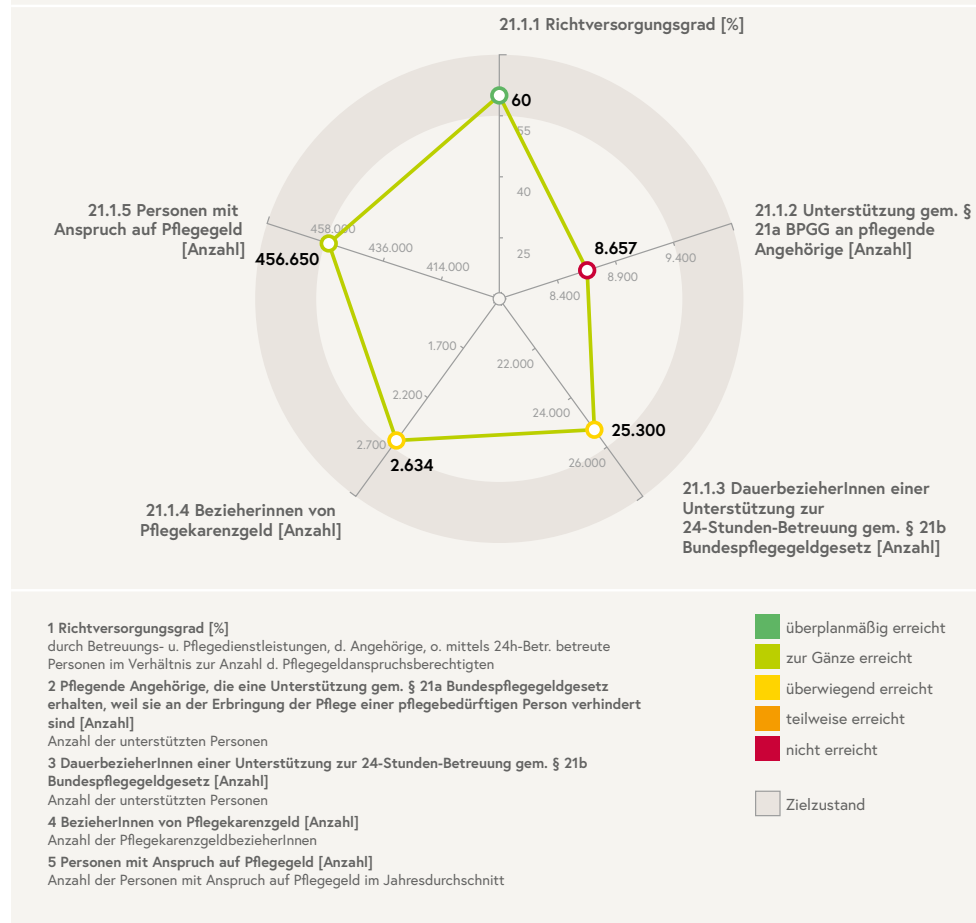 21.1.1 Richtversorgungsgrad [%]
60
55
40
25
21.1.2 Unterstützung gem. §
21a BPGG an pflegende
Angehörige [Anzahl]
8.657
9.400
8.900
8.400
21.1.5 Personen mit
Anspruch auf Pflegegeld
[Anzahl]
456.650
458.000
436.000
414.000
22.000
24.000
26.000
25.300
21.1.3 DauerbezieherInnen einer
Unterstützung zur
24-Stunden-Betreuung gem. § 21b
Bundespflegegeldgesetz [Anzahl]
1.700
2.200
2.700
2.634
21.1.4 Bezieherinnen von
Pflegekarenzgeld [Anzahl]
1 Richtversorgungsgrad [%]
durch Betreuungs- u. Pflegedienstleistungen, d. Angehörige, o. mittels 24h-Betr. betreute
Personen im Verhältnis zur Anzahl d. Pflegegeldanspruchsberechtigten
2 Pflegende Angehörige, die eine Unterstützung gem. § 21a Bundespflegegeldgesetz
erhalten, weil sie an der Erbringung der Pflege einer pflegebedürftigen Person verhindert
sind [Anzahl]
Anzahl der unterstützten Personen
3 DauerbezieherInnen einer Unterstützung zur 24-Stunden-Betreuung gem. § 21b
Bundespflegegeldgesetz [Anzahl]
Anzahl der unterstützten Personen
4 BezieherInnen von Pflegekarenzgeld [Anzahl]
Anzahl der PflegekarenzgeldbezieherInnen
5 Personen mit Anspruch auf Pflegegeld [Anzahl]
Anzahl der Personen mit Anspruch auf Pflegegeld im Jahresdurchschnitt
überplanmäßig erreicht
zur Gänze erreicht
überwiegend erreicht
teilweise erreicht
nicht erreicht
Zielzustand